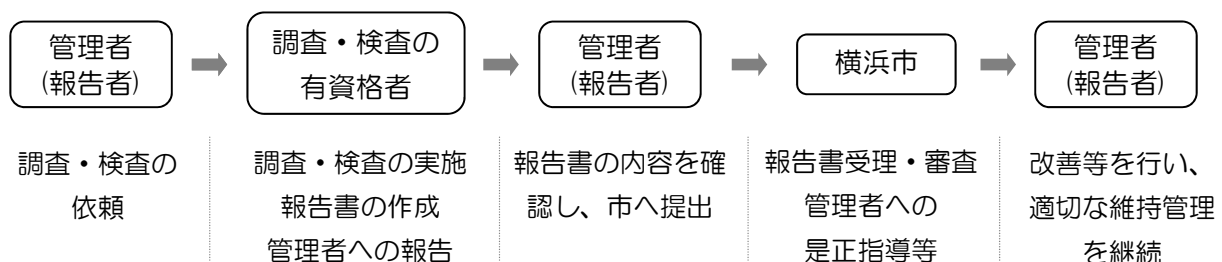 管理者
(報告者)
調査・検査の
有資格者
管理者
(報告者)
横浜市
管理者
(報告者)
調査・検査の
依頼
調査・検査の実施
報告書の作成
管理者への報告
報告書の内容を確
認し、市へ提出
報告書受理・審査
管理者への
是正指導等
改善等を行い、
適切な維持管理
を継続